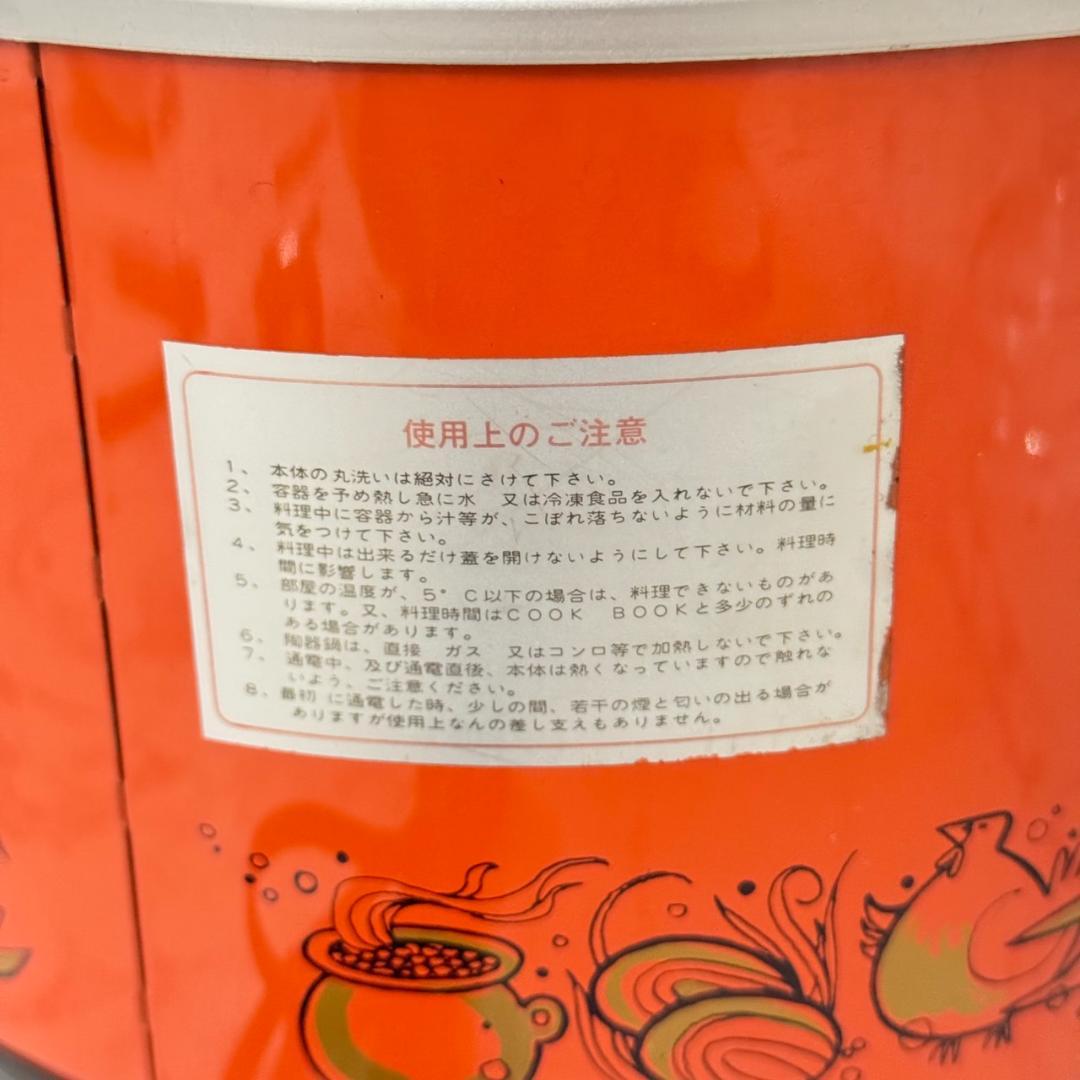 使用上のご注意
1、 本体の丸洗いは絶対にさけて下さい。
2、 容器を予め熱し急に水　又は冷凍食品を入れないで下さい。
3、 料理中に容器から汁等が、こぼれ落ちないように材料の量に
気をつけて下さい。
4、 料理中は出来るだけ蓋を開けないようにして下さい。料理時
間に影響します。
5、 部屋の温度が、5°C以下の場合は、料理できないものがあ
ります。又、料理時間はCOOK　BOOKと多少のずれの
ある場合があります。
6、 陶器鍋は、直接　ガス　又はコンロ等で加熱しないで下さい。
7、 通電中、及び通電直後、本体は熱くなっていますので触れな
いよう、ご注意ください。
8、 最初 に通電した時、少しの間、若干の煙と匂いの出る場合が
ありますが使用上なんの差し支えもありません。